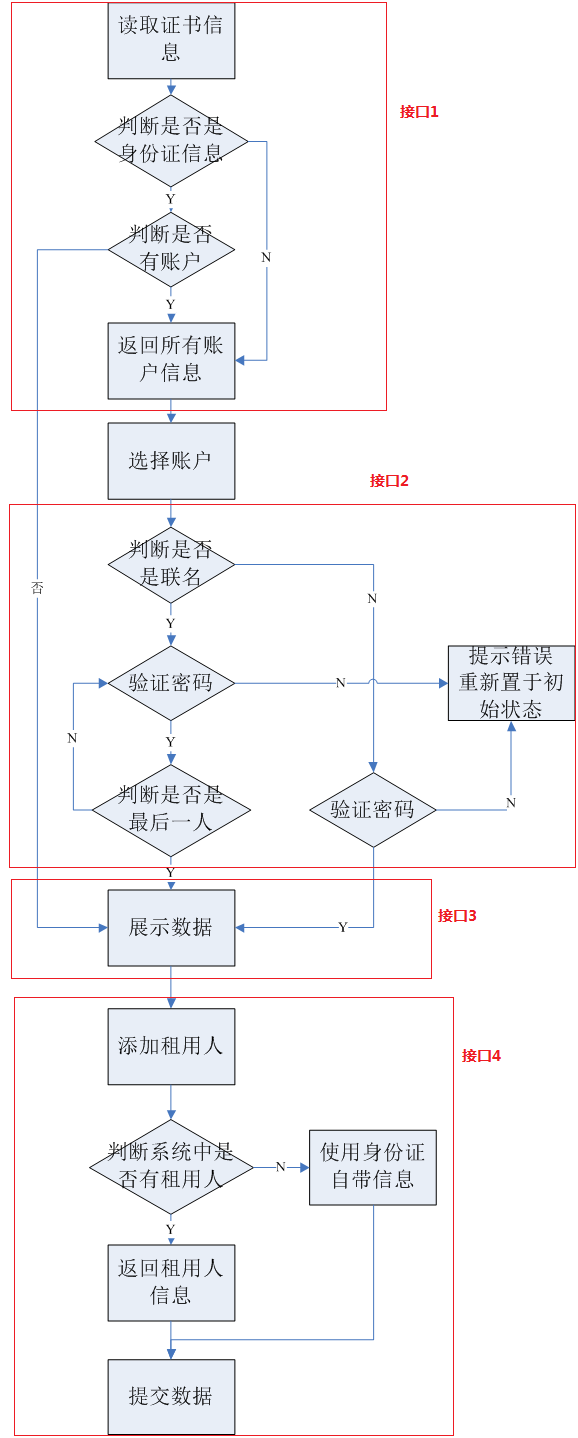 读取证书信
息
接口1
判断是否是
身份证信息
Y
判断是否
有账户
N
Y
返回所有账
户信息
选择账户
接口2
判断是否
是联名
否
N
Y
提示错误
重新置于初
始状态
验证密码
N
N
Y
判断是否是
最后一人
验证密码
N
Y
接口3
展示数据
Y
添加租用人
接口4
判断系统中是
否有租用人
N
使用身份证
自带信息
Y
返回租用人
信息
提交数据